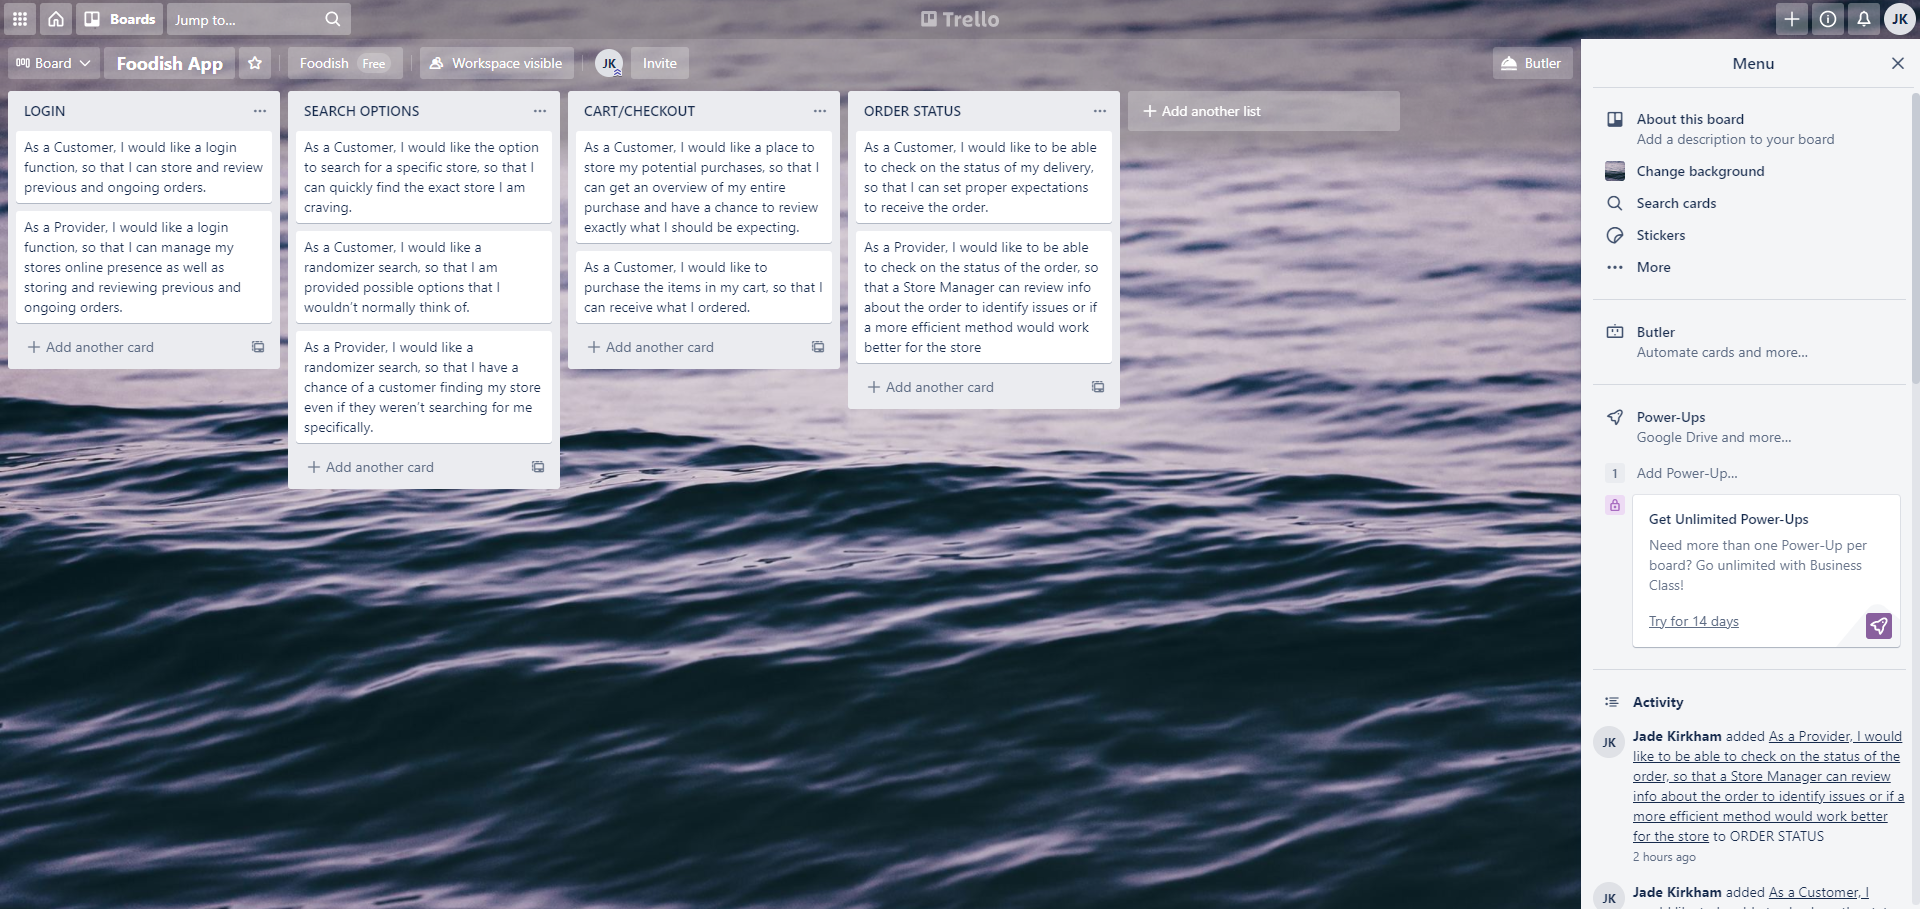 Boards
Jump to...
Trello
JK
Board
Foodish App
Foodish
Free
Workspace visible
JK
Invite
Butler
LOGIN
As a Customer, I would like a login
function, so that I can store and review
previous and ongoing orders.
As a Provider, I would like a login
function, so that I can manage my
stores online presence as well as
storing and reviewing previous and
ongoing orders.
Add another card
SEARCH OPTIONS
As a Customer, I would like the option
to search for a specific store, so that I
can quickly find the exact store I am
craving.
As a Customer, I would like a
randomizer search, so that I am
provided possible options that I
wouldn't normally think of.
As a Provider, I would like a
randomizer search, so that I have a
chance of a customer finding my store
even if they weren't searching for me
specifically.
Add another card
CART/CHECKOUT
As a Customer, I would like a place to
store my potential purchases, so that I
can get an overview of my entire
purchase and have a chance to review
exactly what I should be expecting.
As a Customer, I would like to
purchase the items in my cart, so that I
can receive what I ordered.
Add another card
ORDER STATUS
As a Customer, I would like to be able
to check on the status of my delivery,
so that I can set proper expectations
to receive the order.
As a Provider, I would like to be able
to check on the status of the order, so
that a Store Manager can review info
about the order to identify issues or if
a more efficient method would work
better for the store
Add another card
Add another list
Menu
About this board
Add a description to your board
Change background
Search cards
Stickers
More
Butler
Automate cards and more...
Power-Ups
Google Drive and more...
1
Add Power-Up...
Get Unlimited Power-Ups
Need more than one Power-Up per
board? Go unlimited with Business
Class!
Try for 14 days
Activity
JK
Jade Kirkham added As a Provider, I would
like to be able to check on the status of the
order, so that a Store Manager can review
info about the order to identify issues or if a
more efficient method would work better
for the store to ORDER STATUS
2 hours ago
JK
Jade Kirkham added As a Customer, I